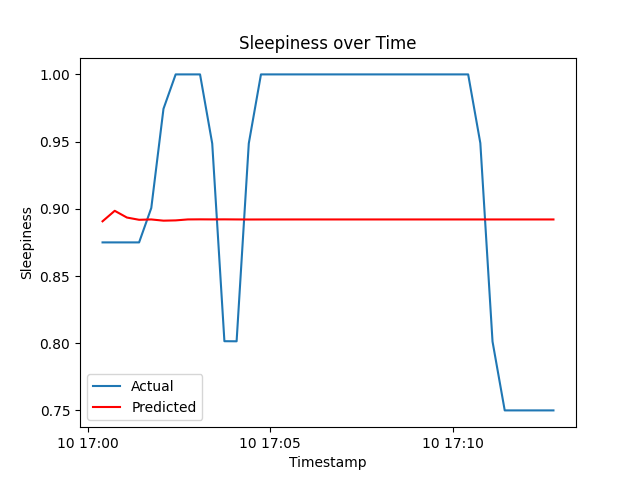 Sleepiness over Time
Sleepiness
1.00
0.95
0.90
0.85
0.80
0.75
Actual
Predicted
10 17:00
10 17:05
10 17:10
Timestamp